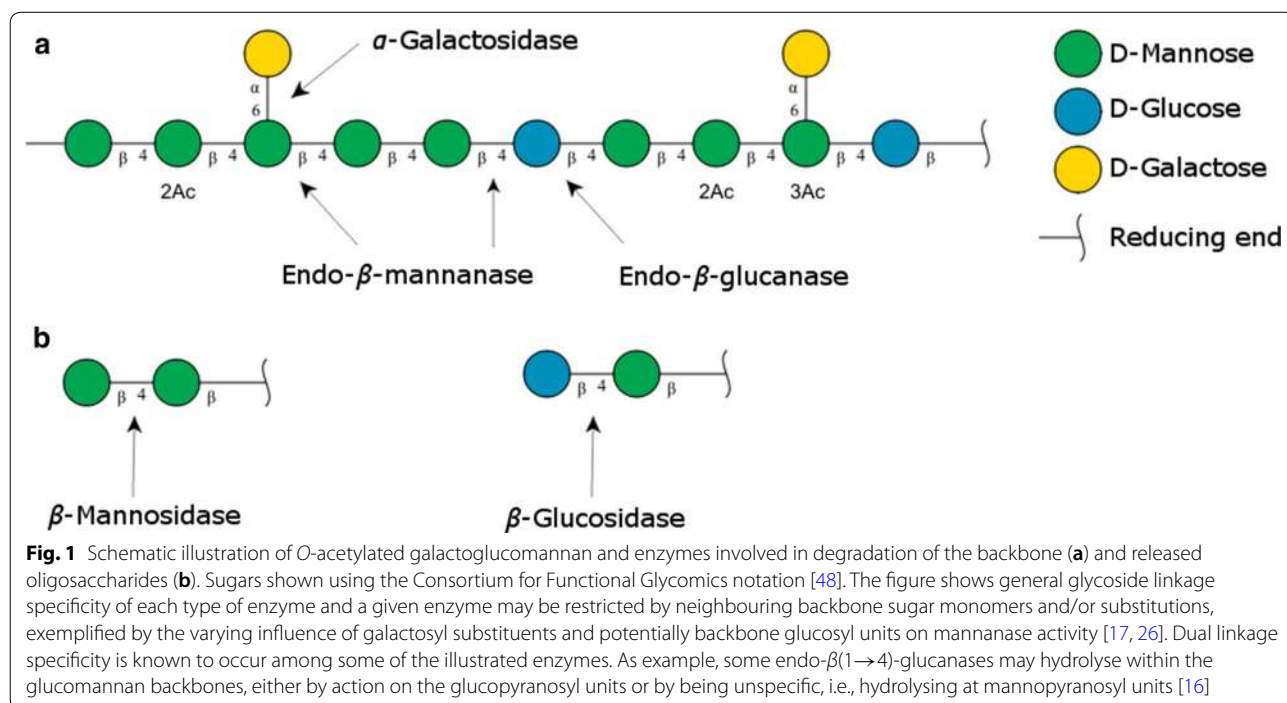 a
α-Galactosidase
D-Mannose
D-Glucose
D-Galactose
Reducing end
α
6
α
6
β 4 β 4 β 4 β 4 β 4 β 4 β 4 β 4 β 4 β
2Ac 2Ac 3Ac
Endo-β-mannanase Endo-β-glucanase
b
β 4 β β 4 β
β-Mannosidase β-Glucosidase
Fig. 1 Schematic illustration of O-acetylated galactoglucomannan and enzymes involved in degradation of the backbone (a) and released
oligosaccharides (b). Sugars shown using the Consortium for Functional Glycomics notation [48]. The figure shows general glycoside linkage
specificity of each type of enzyme and a given enzyme may be restricted by neighbouring backbone sugar monomers and/or substitutions,
exemplified by the varying influence of galactosyl substituents and potentially backbone glucosyl units on mannanase activity [17, 26]. Dual linkage
specificity is known to occur among some of the illustrated enzymes. As example, some endo-β(1→4)-glucanases may hydrolyse within the
glucomannan backbones, either by action on the glucopyranosyl units or by being unspecific, i.e., hydrolysing at mannopyranosyl units [16]